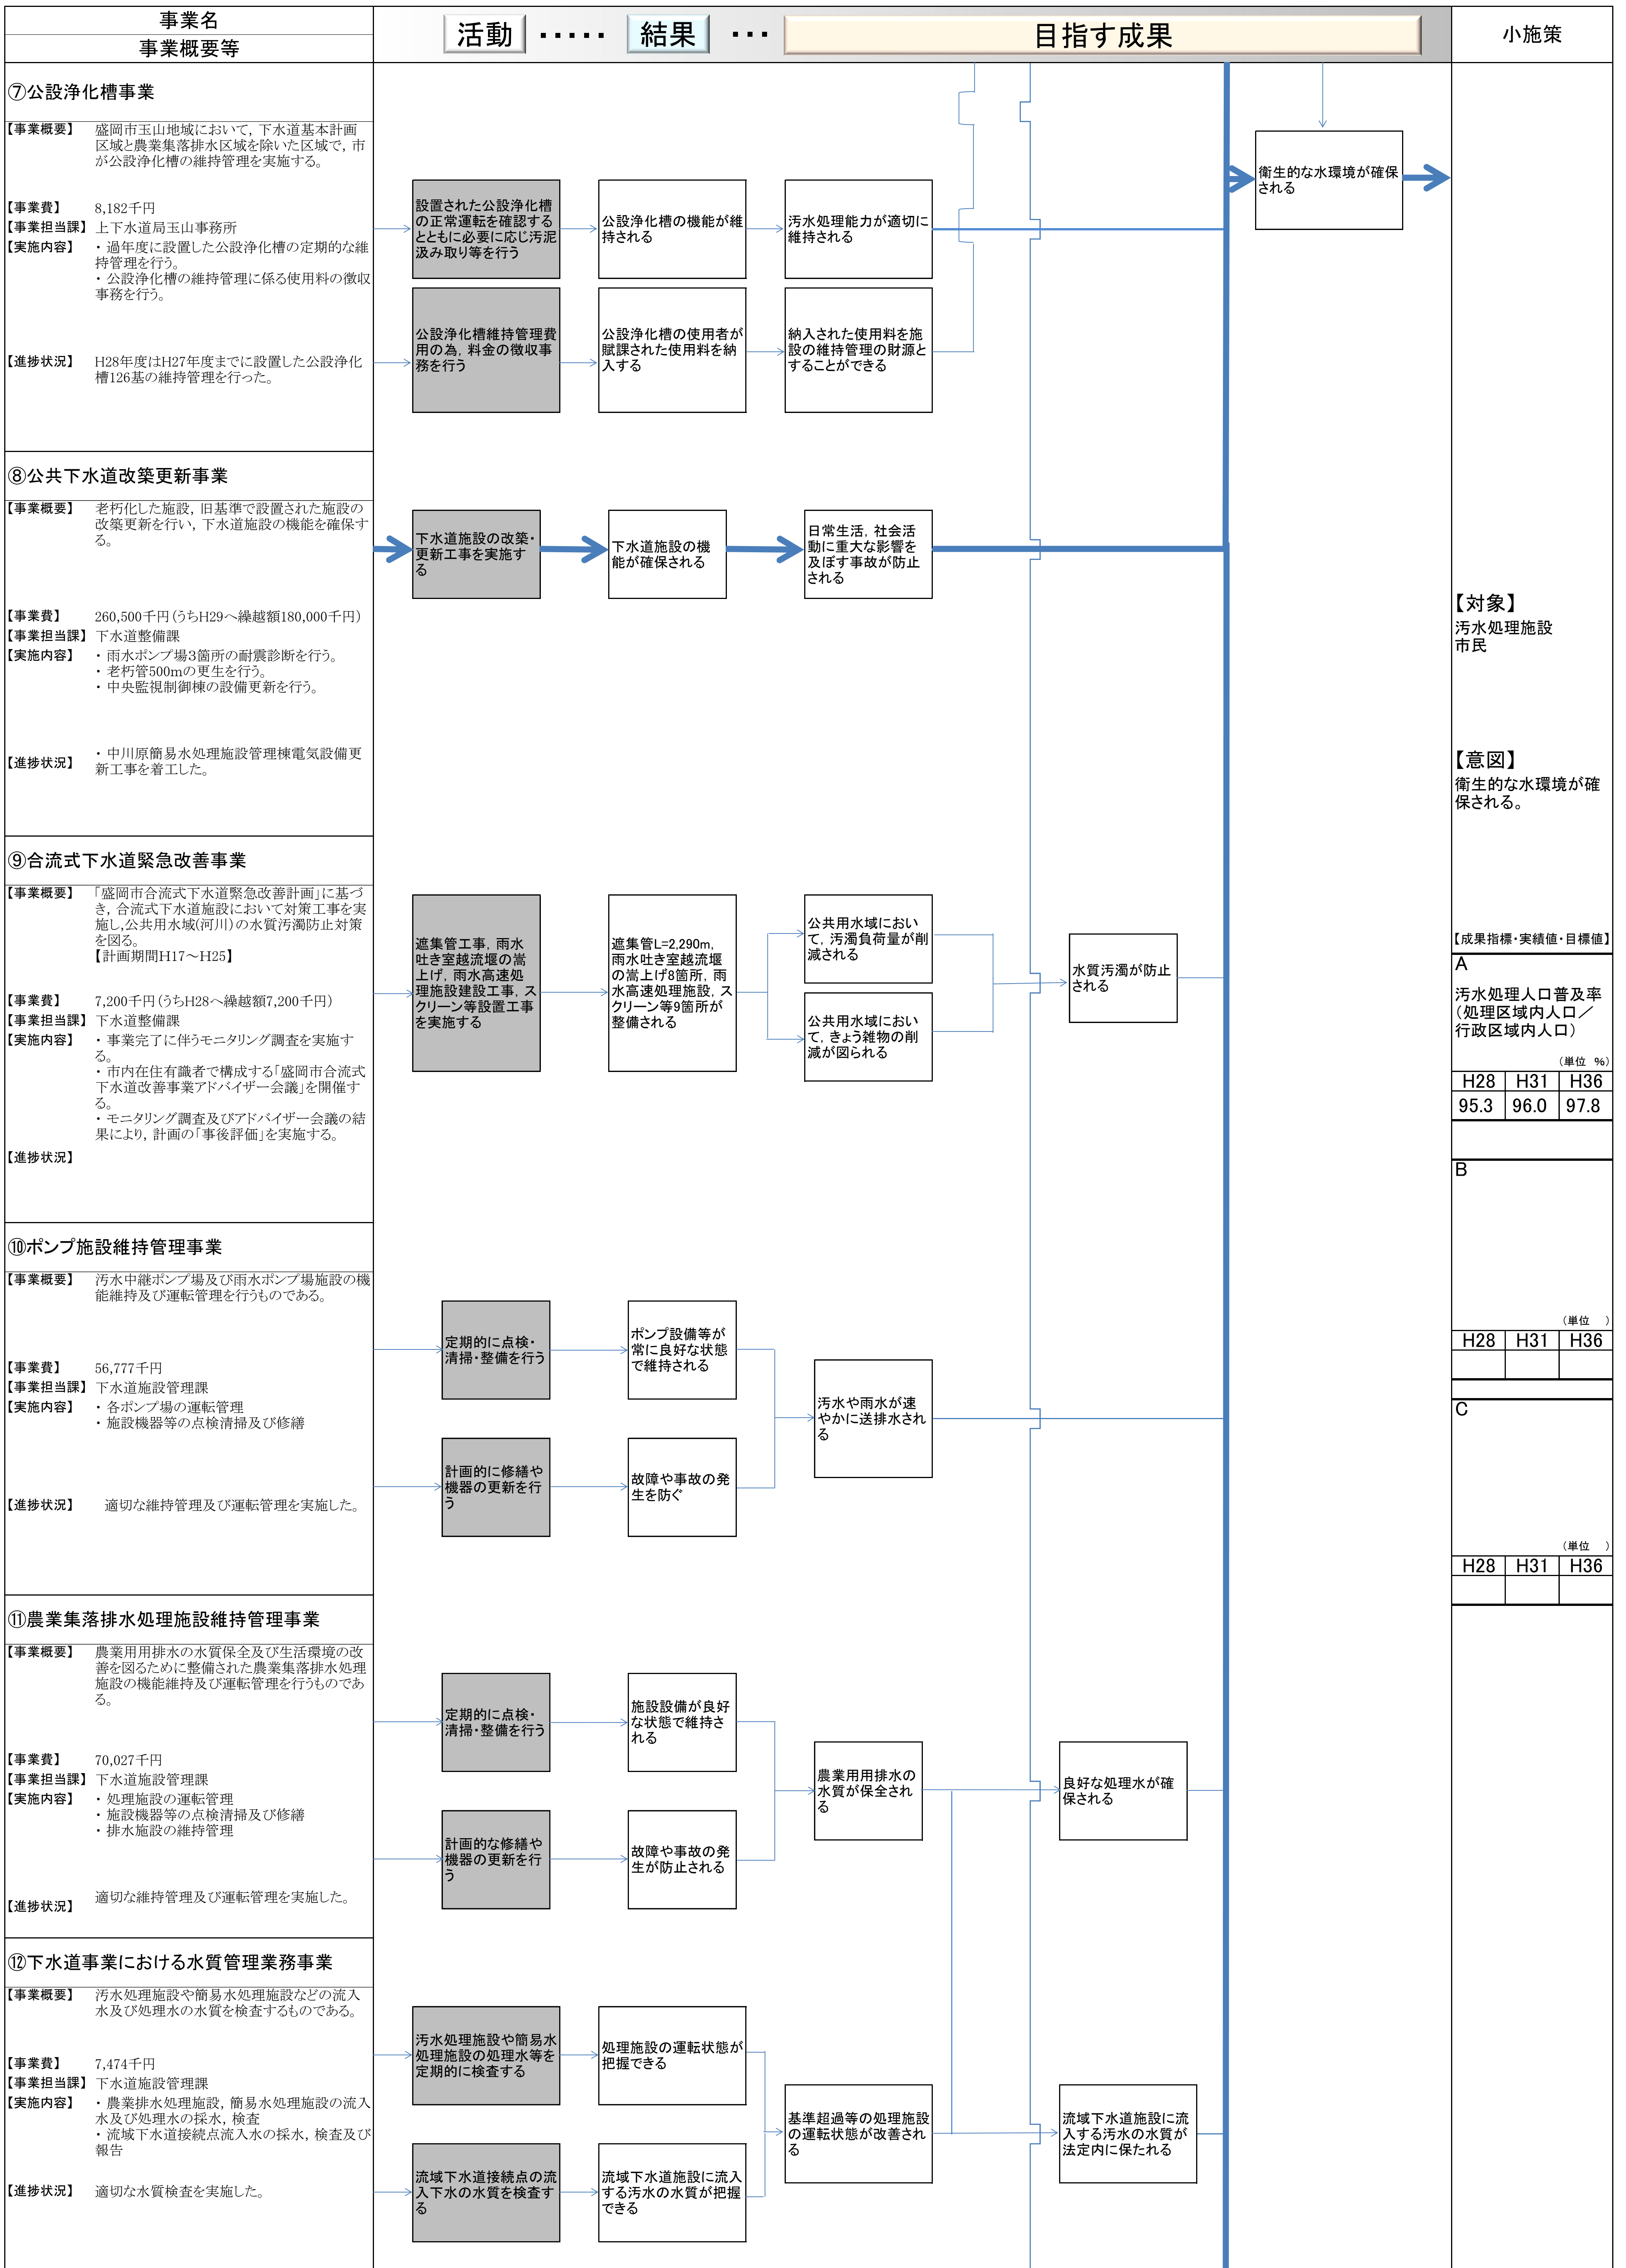 事業名
事業概要等
活動 ・・・・・ 結果 ・・・ 目指す成果
小施策
⑦公設浄化槽事業
【事業概要】 盛岡市玉山地域において，下水道基本計画
区域と農業集落排水区域を除いた区域で，市
が公設浄化槽の維持管理を実施する。
【事業費】 8,182千円
【事業担当課】 上下水道局玉山事務所
【実施内容】 ・過年度に設置した公設浄化槽の定期的な維
持管理を行う。
・公設浄化槽の維持管理に係る使用料の徴収
事務を行う。
【進捗状況】 H28年度はH27年度までに設置した公設浄化
槽126基の維持管理を行った。
設置された公設浄化槽
の正常運転を確認する
とともに必要に応じ汚泥
汲み取り等を行う
公設浄化槽の機能が維
持される
汚水処理能力が適切に
維持される
公設浄化槽維持管理費
用の為，料金の徴収事
務を行う
公設浄化槽の使用者が
賦課された使用料を納
入する
納入された使用料を施
設の維持管理の財源と
することができる
衛生的な水環境が確保
される
⑧公共下水道改築更新事業
【事業概要】 老朽化した施設，旧基準で設置された施設の
改築更新を行い，下水道施設の機能を確保す
る。
【事業費】 260,500千円（うちH29へ繰越額180,000千円）
【事業担当課】 下水道整備課
【実施内容】 ・雨水ポンプ場３箇所の耐震診断を行う。
・老朽管500mの更生を行う。
・中央監視制御棟の設備更新を行う。
【進捗状況】 ・中川原簡易水処理施設管理棟電気設備更
新工事を着工した。
下水道施設の改築・
更新工事を実施す
る
下水道施設の機
能が確保される
日常生活，社会活
動に重大な影響を
及ぼす事故が防止
される
⑨合流式下水道緊急改善事業
【事業概要】 「盛岡市合流式下水道緊急改善計画」に基づ
き，合流式下水道施設において対策工事を実
施し,公共用水域(河川)の水質汚濁防止対策
を図る。
【計画期間H17～H25】
【事業費】 7,200千円（うちH28へ繰越額7,200千円）
【事業担当課】 下水道整備課
【実施内容】 ・事業完了に伴うモニタリング調査を実施す
る。
・市内在住有識者で構成する「盛岡市合流式
下水道改善事業アドバイザー会議」を開催す
る。
・モニタリング調査及びアドバイザー会議の結
果により，計画の「事後評価」を実施する。
【進捗状況】
遮集管工事，雨水
吐き室越流堰の嵩
上げ，雨水高速処
理施設建設工事，ス
クリーン等設置工事
を実施する
遮集管L=2,290m，
雨水吐き室越流堰
の嵩上げ8箇所，雨
水高速処理施設，ス
クリーン等9箇所が
整備される
公共用水域におい
て，汚濁負荷量が削
減される
公共用水域におい
て，きょう雑物の削
減が図られる
水質汚濁が防止
される
⑩ポンプ施設維持管理事業
【事業概要】 汚水中継ポンプ場及び雨水ポンプ場施設の機
能維持及び運転管理を行うものである。
【事業費】 56,777千円
【事業担当課】 下水道施設管理課
【実施内容】 ・各ポンプ場の運転管理
・施設機器等の点検清掃及び修繕
【進捗状況】 適切な維持管理及び運転管理を実施した。
定期的に点検・
清掃・整備を行う
ポンプ設備等が
常に良好な状態
で維持される
計画的に修繕や
機器の更新を行
う
故障や事故の発
生を防ぐ
汚水や雨水が速
やかに送排水され
る
⑪農業集落排水処理施設維持管理事業
【事業概要】 農業用用排水の水質保全及び生活環境の改
善を図るために整備された農業集落排水処理
施設の機能維持及び運転管理を行うものであ
る。
【事業費】 70,027千円
【事業担当課】 下水道施設管理課
【実施内容】 ・処理施設の運転管理
・施設機器等の点検清掃及び修繕
・排水施設の維持管理
【進捗状況】 適切な維持管理及び運転管理を実施した。
定期的に点検・
清掃・整備を行う
施設設備が良好
な状態で維持さ
れる
計画的な修繕や
機器の更新を行
う
故障や事故の発
生が防止される
農業用用排水の
水質が保全され
る
良好な処理水が確
保される
⑫下水道事業における水質管理業務事業
【事業概要】 汚水処理施設や簡易水処理施設などの流入
水及び処理水の水質を検査するものである。
【事業費】 7,474千円
【事業担当課】 下水道施設管理課
【実施内容】 ・農業排水処理施設，簡易水処理施設の流入
水及び処理水の採水，検査
・流域下水道接続点流入水の採水，検査及び
報告
【進捗状況】 適切な水質検査を実施した。
汚水処理施設や簡易水
処理施設の処理水等を
定期的に検査する
処理施設の運転状態が
把握できる
流域下水道接続点の流
入下水の水質を検査す
る
流域下水道施設に流入
する汚水の水質が把握
できる
基準超過等の処理施設
の運転状態が改善され
る
流域下水道施設に流
入する汚水の水質が
法定内に保たれる
【対象】
汚水処理施設
市民
【意図】
衛生的な水環境が確
保される。
【成果指標・実績値・目標値】
A
汚水処理人口普及率
（処理区域内人口／
行政区域内人口）
（単位 ％）
H28 H31 H36
95.3 96.0 97.8
B
（単位 ）
H28 H31 H36
C
（単位 ）
H28 H31 H36